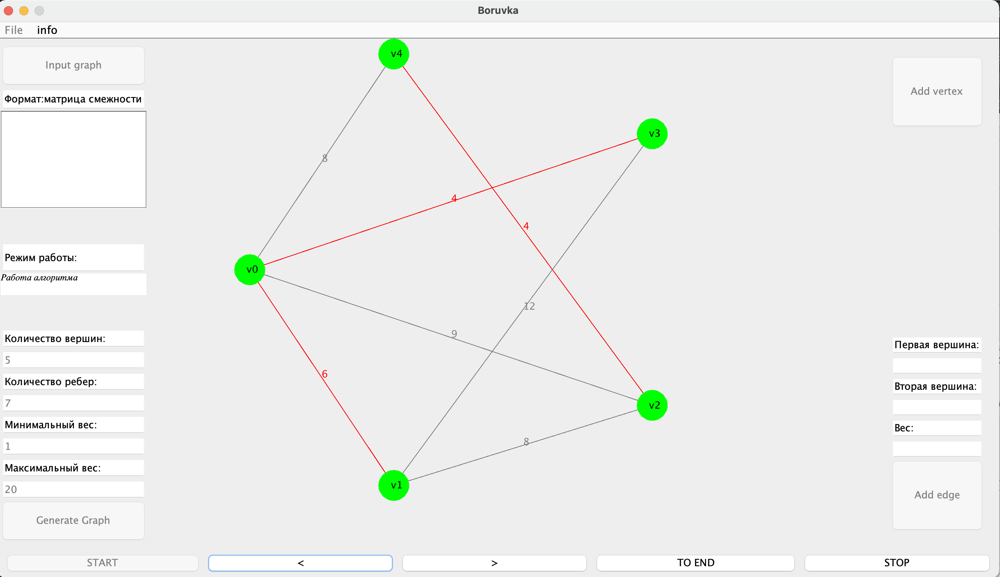 Boruvka
File info
Input graph
Формат:матрица смежности
Режим работы:
Работа алгоритма
Количество вершин:
5
Количество ребер:
7
Минимальный вес:
1
Максимальный вес:
20
Generate Graph
v4
v3
8
4
4
v0
12
9
6
v2
8
v1
Add vertex
Первая вершина:
Вторая вершина:
Вес:
Add edge
START < > TO END STOP